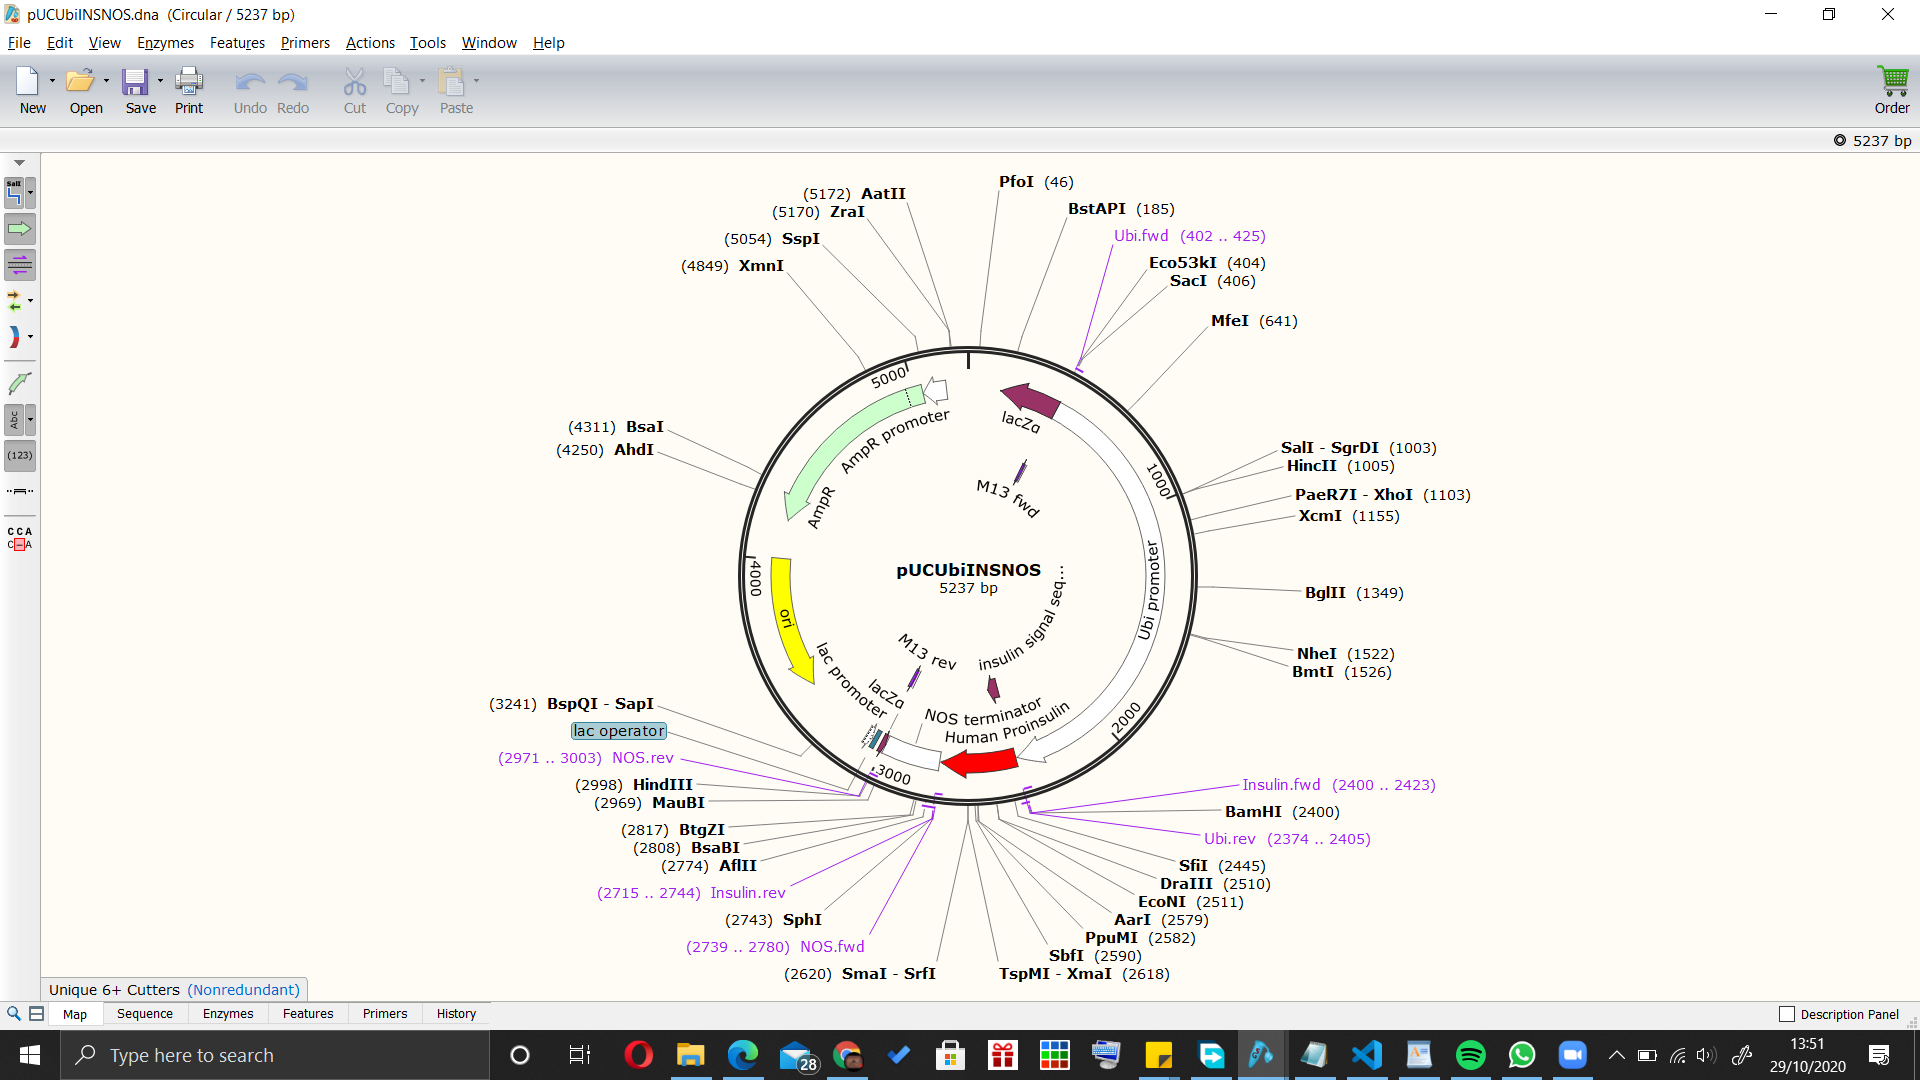 pUCUbiINSNOS.dna (Circular / 5237 bp)
File Edit View Enzymes Features Primers Actions Tools Window Help
New Open Save Print Undo Redo Cut Copy Paste Order
5237 bp
SalI
Abc
(123)
C C A
C – A
PfoI (46)
BstAPI (185)
Ubi.fwd (402 .. 425)
Eco53kI (404)
SacI (406)
MfeI (641)
SalI - SgrDI (1003)
HincII (1005)
PaeR7I - XhoI (1103)
XcmI (1155)
BglII (1349)
NheI (1522)
BmtI (1526)
Insulin.fwd (2400 .. 2423)
BamHI (2400)
Ubi.rev (2374 .. 2405)
SfiI (2445)
DraIII (2510)
EcoNI (2511)
AarI (2579)
PpuMI (2582)
SbfI (2590)
TspMI - XmaI (2618)
(2620) SmaI - SrfI
(2739 .. 2780) NOS.fwd
(2743) SphI
(2715 .. 2744) Insulin.rev
(2774) AflII
(2808) BsaBI
(2817) BtgZI
(2969) MauBI
(2998) HindIII
(2971 .. 3003) NOS.rev
lac operator
(3241) BspQI - SapI
(4250) AhdI
(4311) BsaI
(4849) XmnI
(5054) SspI
(5170) ZraI
(5172) AatII
1000
2000
3000
4000
5000
lacZα
M13 fwd
Ubi promoter
insulin signal seq...
Human Proinsulin
NOS terminator
M13 rev
lacZα
lac promoter
ori
AmpR
AmpR promoter
pUCUbiINSNOS
5237 bp
Unique 6+ Cutters (Nonredundant)
Map Sequence Enzymes Features Primers History
Description Panel
Type here to search
28
13:51
29/10/2020